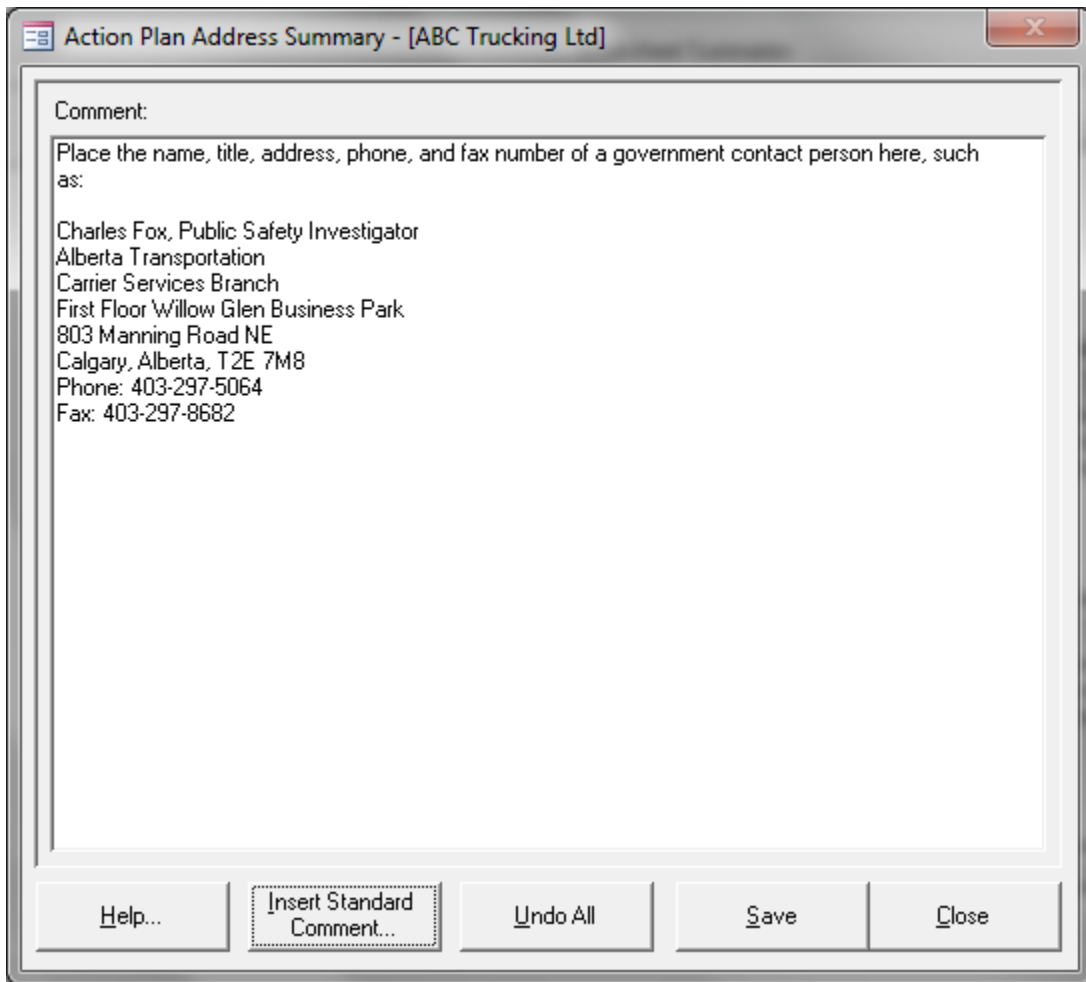 Action Plan Address Summary - [ABC Trucking Ltd]
Comment:
Place the name, title, address, phone, and fax number of a government contact person here, such
as:
Charles Fox, Public Safety Investigator
Alberta Transportation
Carrier Services Branch
First Floor Willow Glen Business Park
803 Manning Road NE
Calgary, Alberta, T2E 7M8
Phone: 403-297-5064
Fax: 403-297-8682
Help...
Insert Standard
Comment...
Undo All
Save
Close